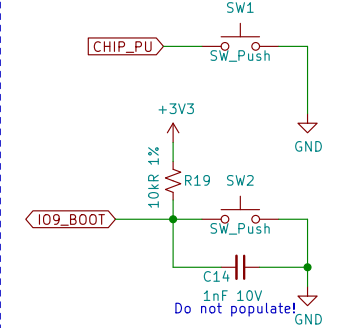 SW1
CHIP_PU
SW_Push
GND
+3V3
10kR 1%
R19
SW2
IO9_BOOT
SW_Push
C14
1nF 10V
Do not populate!
GND